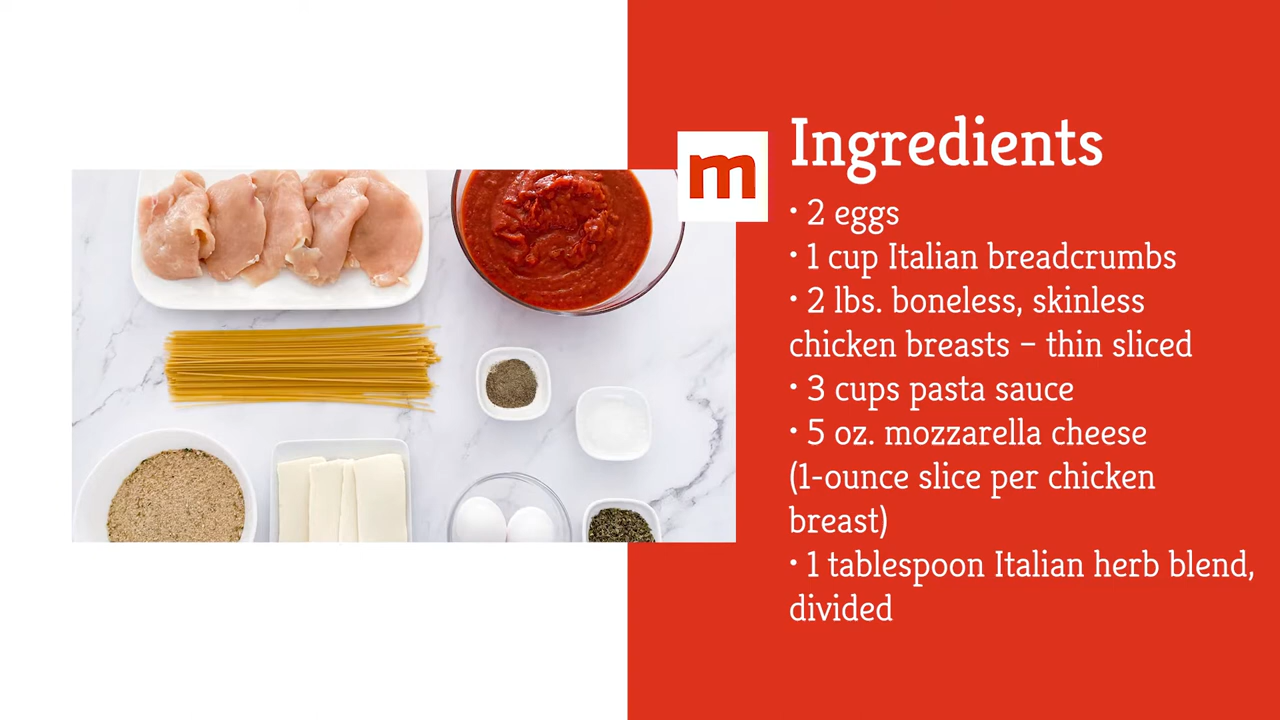 m
Ingredients
• 2 eggs
• 1 cup Italian breadcrumbs
• 2 lbs. boneless, skinless
chicken breasts – thin sliced
• 3 cups pasta sauce
• 5 oz. mozzarella cheese
(1-ounce slice per chicken
breast)
• 1 tablespoon Italian herb blend,
divided